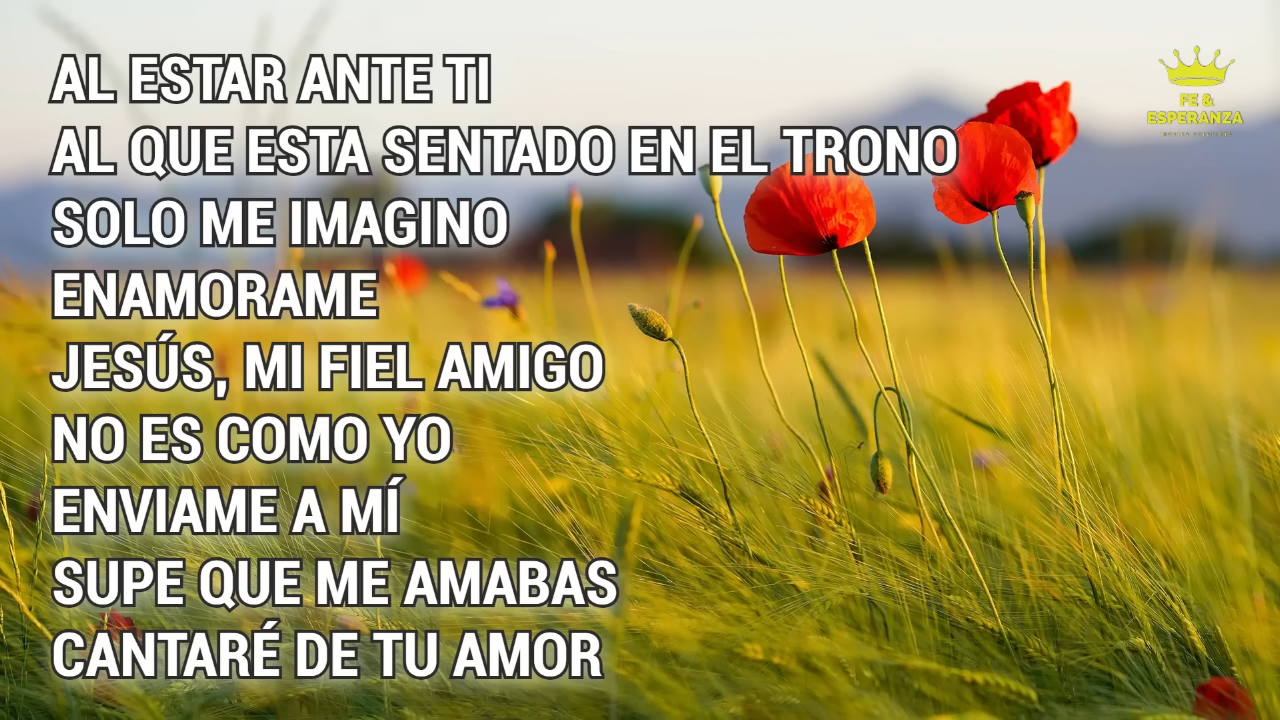 AL ESTAR ANTE TI
AL QUE ESTA SENTADO EN EL TRONO
SOLO ME IMAGINO
ENAMORAME
JESÚS, MI FIEL AMIGO
NO ES COMO YO
ENVIAME A MÍ
SUPE QUE ME AMABAS
CANTARÉ DE TU AMOR
FE &
ESPERANZA